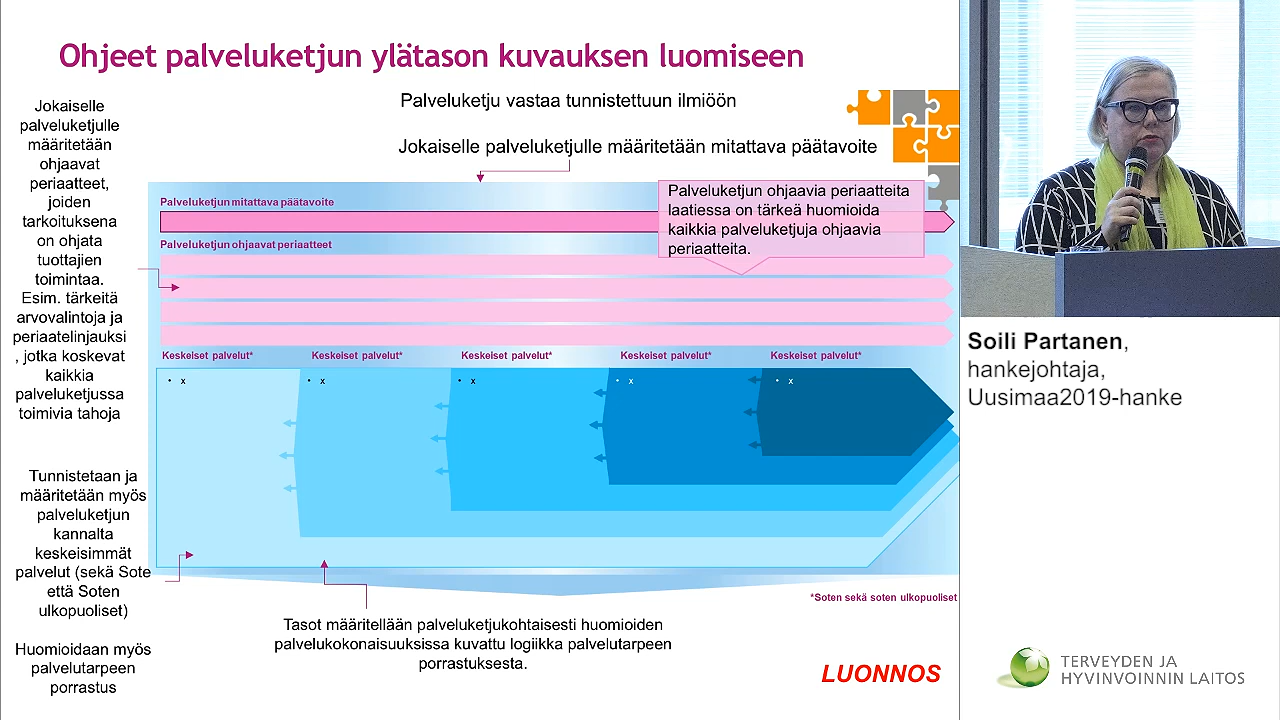 Ohjeet palveluketjun ylätason kuvauksen luomiseen
Jokaiselle
palveluketjulle
määritetään
ohjaavat
periaatteet,
joiden
tarkoituksena
on ohjata
tuottajien
toimintaa.
Esim. tärkeitä
arvovalintoja ja
periaatelinjauksi
, jotka koskevat
kaikkia
palveluketjussa
toimivia tahoja
Tunnistetaan ja
määritetään myös
palveluketjun
kannalta
keskeisimmät
palvelut (sekä Sote
että Soten
ulkopuoliset)
Huomioidaan myös
palvelutarpeen
porrastus
Palveluketju vastaa tunnistettuun ilmiöön
Jokaiselle palveluketjulle määritetään mitattava päätavoite
Palveluketjun mitattava päätavoite
Palveluketjun ohjaavia periaatteita
laatiessa on tärkeä huomioida
kaikkia palveluketjuja ohjaavia
periaatteita.
Palveluketjun ohjaavat periaatteet
Keskeiset palvelut* Keskeiset palvelut* Keskeiset palvelut* Keskeiset palvelut* Keskeiset palvelut*
• x • x • x • x • x
*Soten sekä soten ulkopuoliset
Tasot määritellään palveluketjukohtaisesti huomioiden
palvelukokonaisuuksissa kuvattu logiikka palvelutarpeen
porrastuksesta.
LUONNOS
Soili Partanen,
hankejohtaja,
Uusimaa2019-hanke
TERVEYDEN JA
HYVINVOINNIN LAITOS